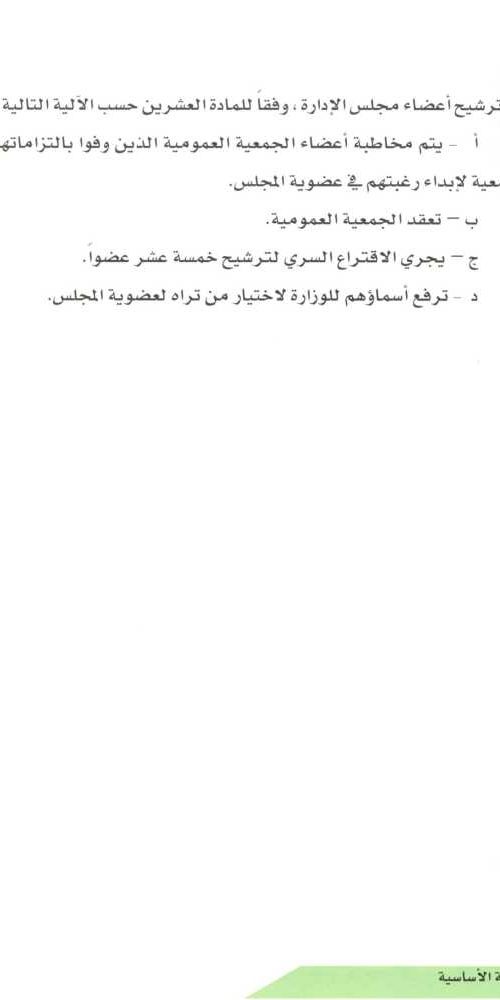 ترشيح أعضاء مجلس الإدارة ، وفقاً للمادة العشرين حسب الآلية التالية
أ – يتم مخاطبة أعضاء الجمعية العمومية الذين وفوا بالتزاماته
لإبداء رغبتهم في عضوية المجلس.
ب – تعقد الجمعية العمومية.
ج – يجري الاقتراع السري لترشيح خمسة عشر عضواً.
د – ترفع أسماؤهم للوزارة لاختيار من تراه لعضوية المجلس.
الأساسية